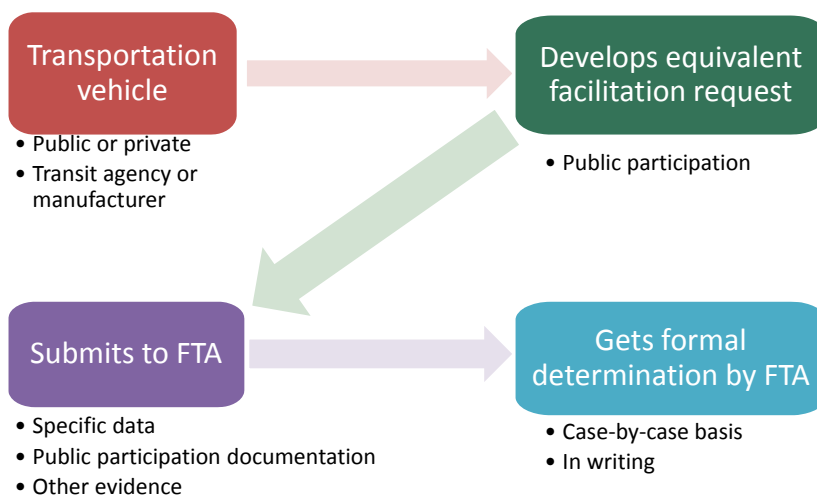 Transportation
vehicle
• Public or private
• Transit agency or
manufacturer
Develops equivalent
facilitation request
• Public participation
Submits to FTA
• Specific data
• Public participation documentation
• Other evidence
Gets formal
determination by FTA
• Case-by-case basis
• In writing